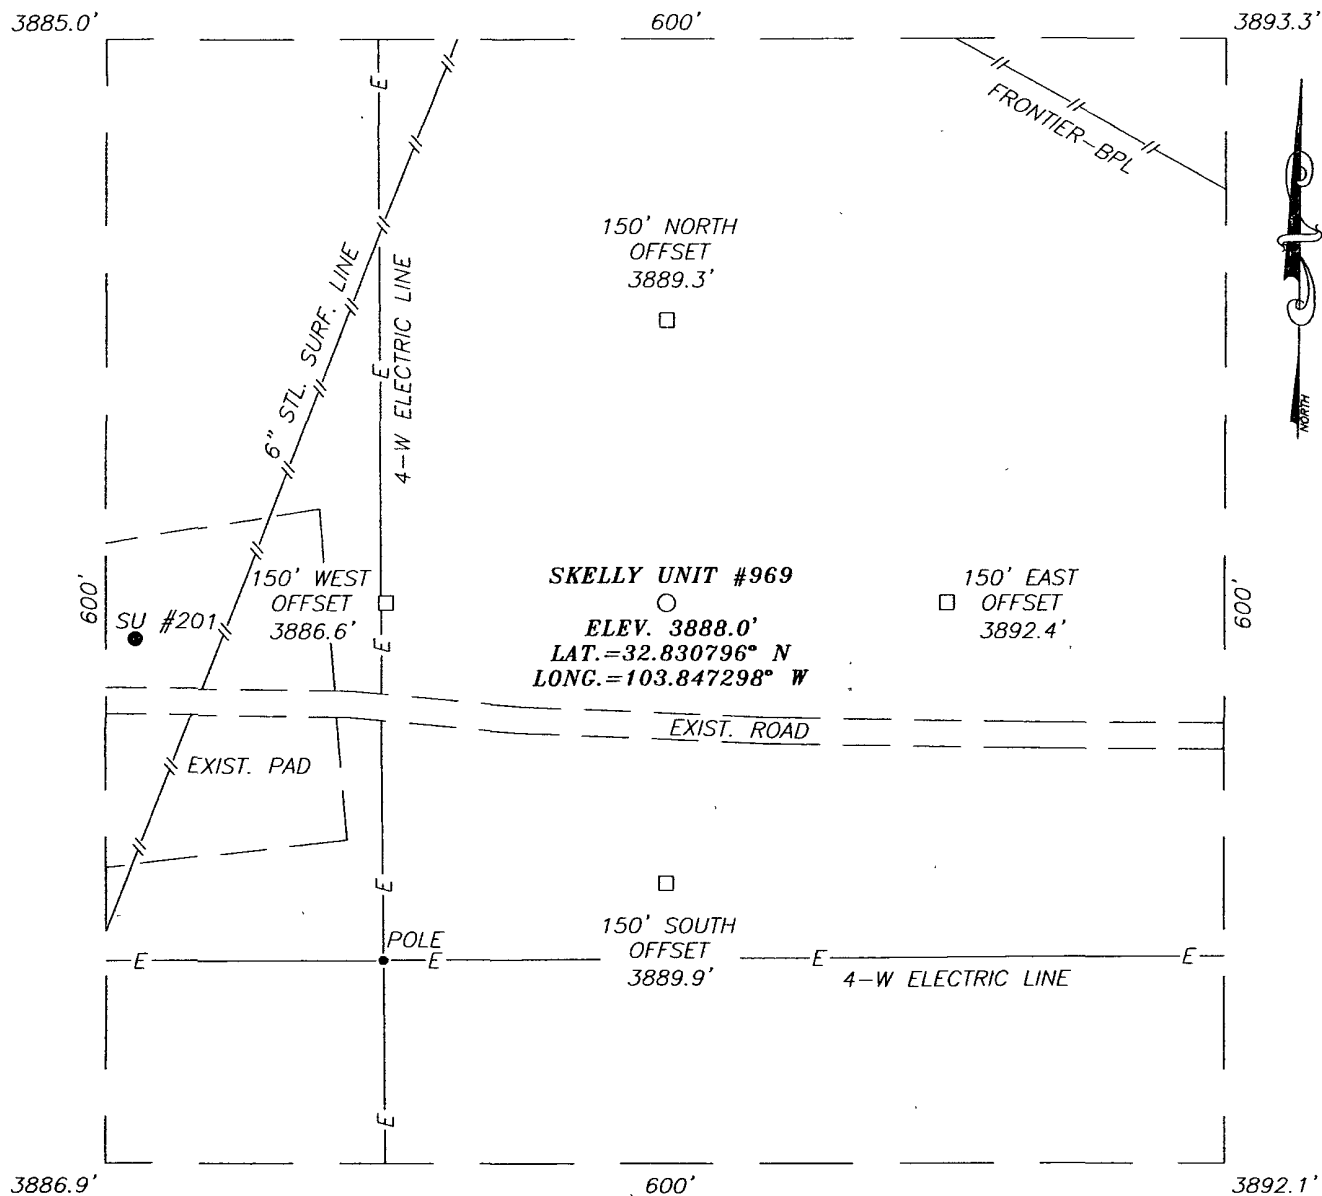 3885.0'
600'
3893.3'
E
FRONTIER-BPL
150' NORTH
OFFSET
3889.3'
6" STL. SURF. LINE
4-W ELECTRIC LINE
E
NORTH
600'
SU #201
150' WEST
OFFSET
3886.6'
E
SKELLY UNIT #969
ELEV. 3888.0'
LAT.=32.830796° N
LONG.=103.847298° W
150' EAST
OFFSET
3892.4'
600'
EXIST. ROAD
EXIST. PAD
E
150' SOUTH
OFFSET
3889.9'
POLE
E
E
E
E
4-W ELECTRIC LINE
E
3886.9'
600'
3892.1'